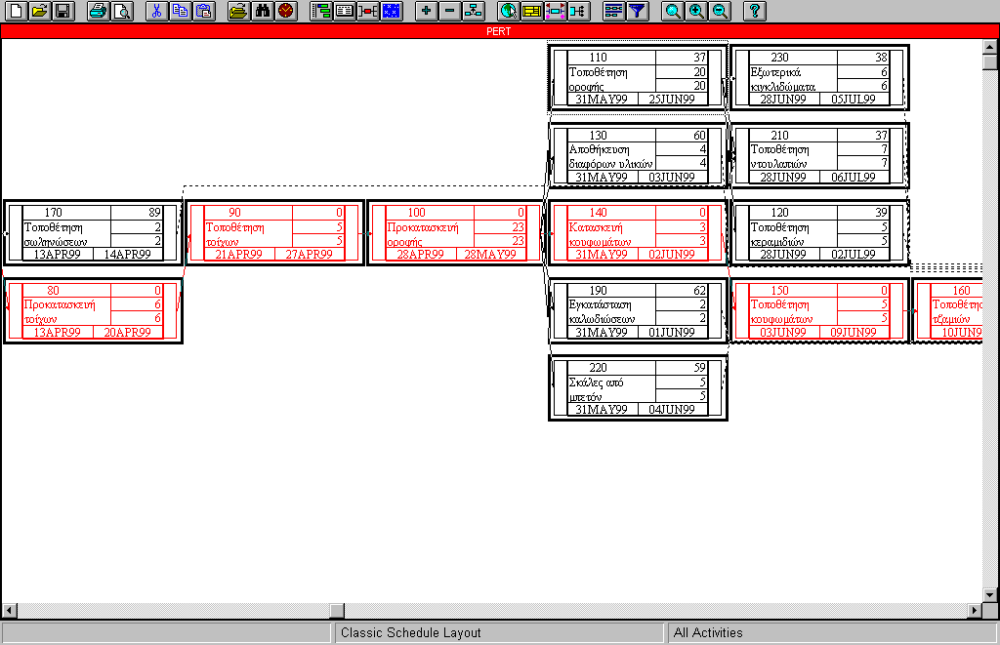 PERT
110 37
Τοποθέτηση 20
οροφής 20
31MAY99 25JUN99
230 38
Εξωτερικά 6
κιγκλιδώματα 6
28JUN99 05JUL99
130 60
Αποθήκευση 4
διαφόρων υλικών 4
31MAY99 03JUN99
210 37
Τοποθέτηση 7
ντουλαπιών 7
28JUN99 06JUL99
170 89
Τοποθέτηση 2
σωληνώσεων 2
13APR99 14APR99
90 0
Τοποθέτηση 5
τοίχων 5
21APR99 27APR99
100 0
Προκατασκευή 23
οροφής 23
28APR99 28MAY99
140 0
Κατασκευή 3
κουφωμάτων 3
31MAY99 02JUN99
120 39
Τοποθέτηση 5
κεραμιδιών 5
28JUN99 02JUL99
80 0
Προκατασκευή 6
τοίχων 6
13APR99 20APR99
190 62
Εγκατάσταση 2
καλωδιώσεων 2
31MAY99 01JUN99
150 0
Τοποθέτηση 5
κουφωμάτων 5
03JUN99 09JUN99
160
Τοποθέτης
τζαμιών
10JUN9
220 59
Σκάλες από 5
μπετόν 5
31MAY99 04JUN99
Classic Schedule Layout
All Activities